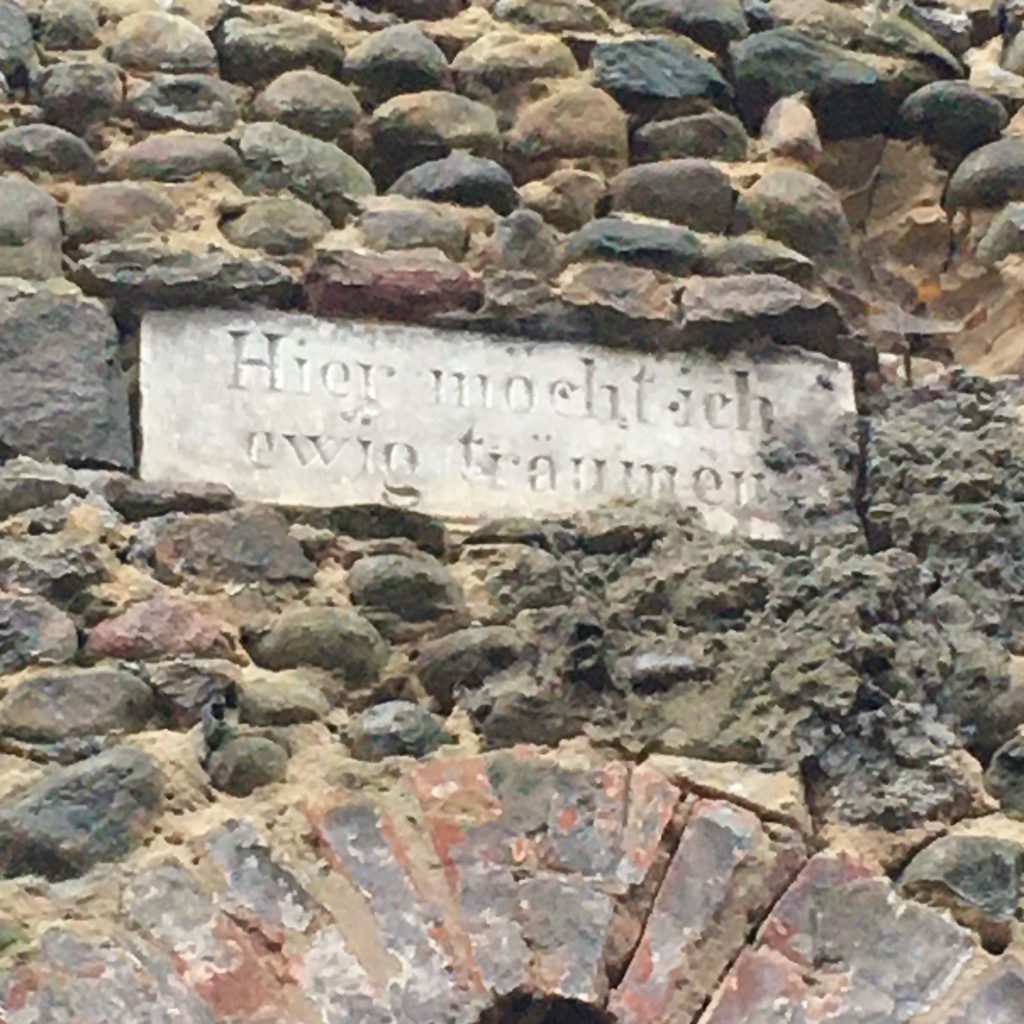 Hier möcht ich
ewig träumen